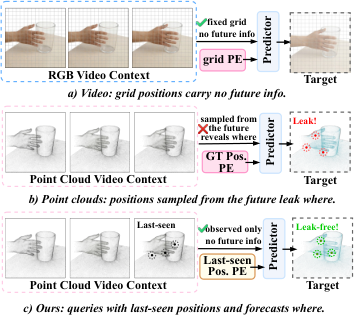 fixed grid
no future info
grid PE
Predictor
RGB Video Context
Target
a) Video: grid positions carry no future info.
sampled from
the future
reveals where
GT Pos.
PE
Predictor
Leak!
Point Cloud Video Context
Target
b) Point clouds: positions sampled from the future leak where.
Last-seen
observed only
no future info
Last-seen
Pos. PE
Predictor
Leak-free!
Point Cloud Video Context
Target
c) Ours: queries with last-seen positions and forecasts where.